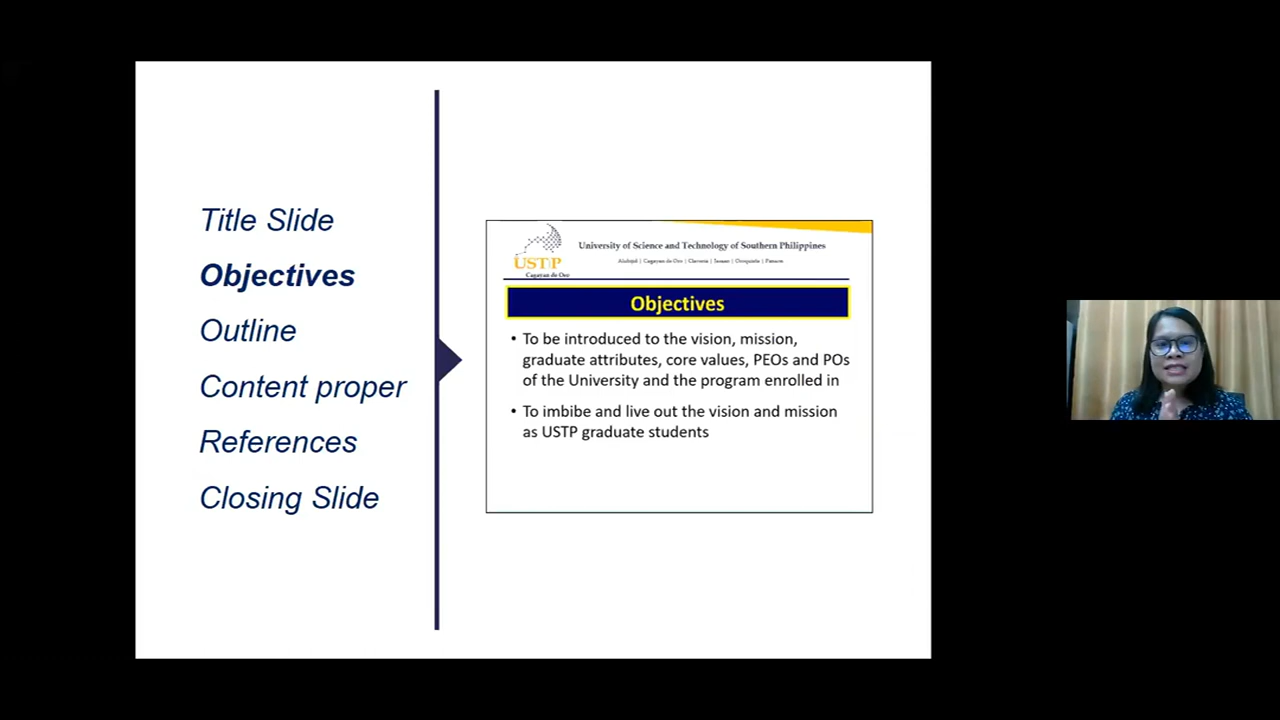 Title Slide
Objectives
Outline
Content proper
References
Closing Slide
USTP
Cagayan de Oro
University of Science and Technology of Southern Philippines
Alubijid | Cagayan de Oro | Claveria | Jasaan | Oroquieta | Panaon
Objectives
• To be introduced to the vision, mission,
graduate attributes, core values, PEOs and POs
of the University and the program enrolled in
• To imbibe and live out the vision and mission
as USTP graduate students